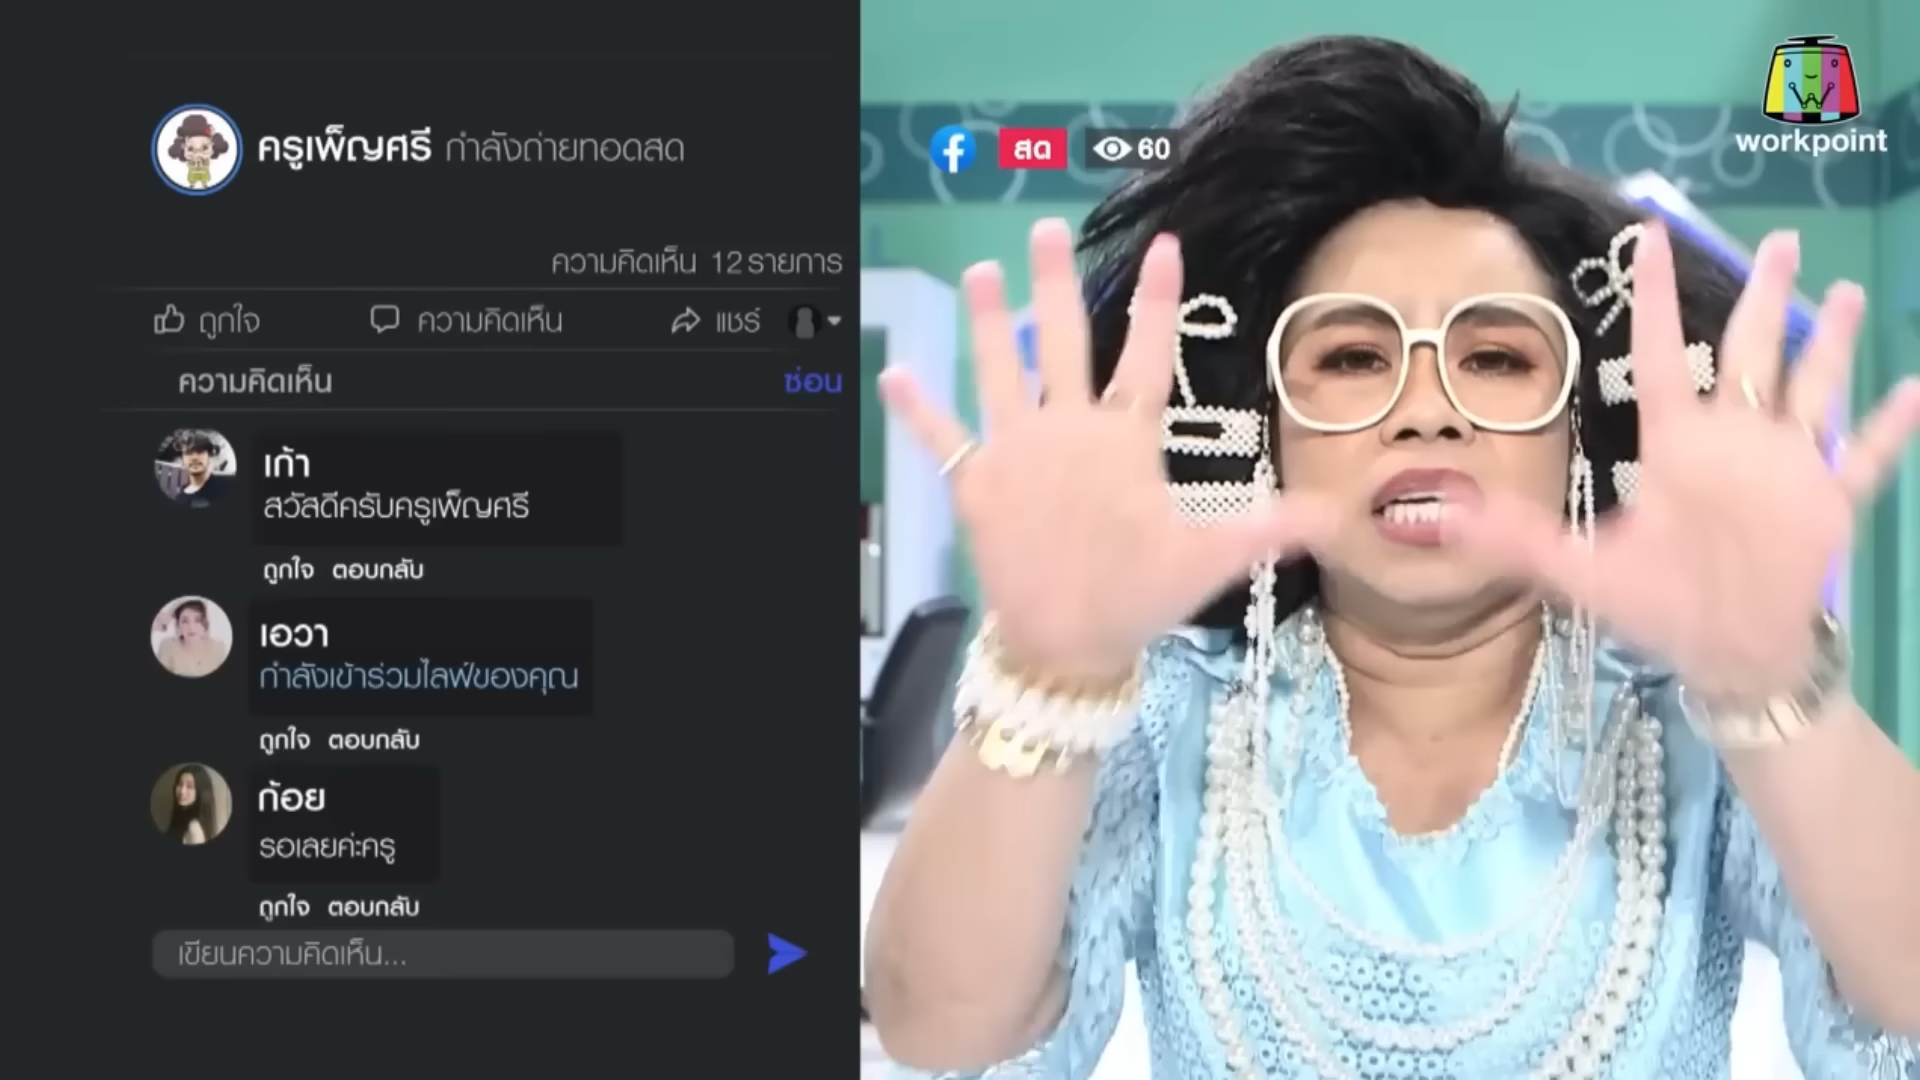 ครูเพ็ญศรี กำลังถ่ายทอดสด
ความคิดเห็น 12 รายการ
ถูกใจ ความคิดเห็น แชร์
ความคิดเห็น ซ่อน
เก้า
สวัสดีครับครูเพ็ญศรี
ถูกใจ ตอบกลับ
เอวา
กำลังเข้าร่วมไลฟ์ของคุณ
ถูกใจ ตอบกลับ
ก้อย
รอเลยค่ะครู
ถูกใจ ตอบกลับ
เขียนความคิดเห็น...
สด 60
workpoint